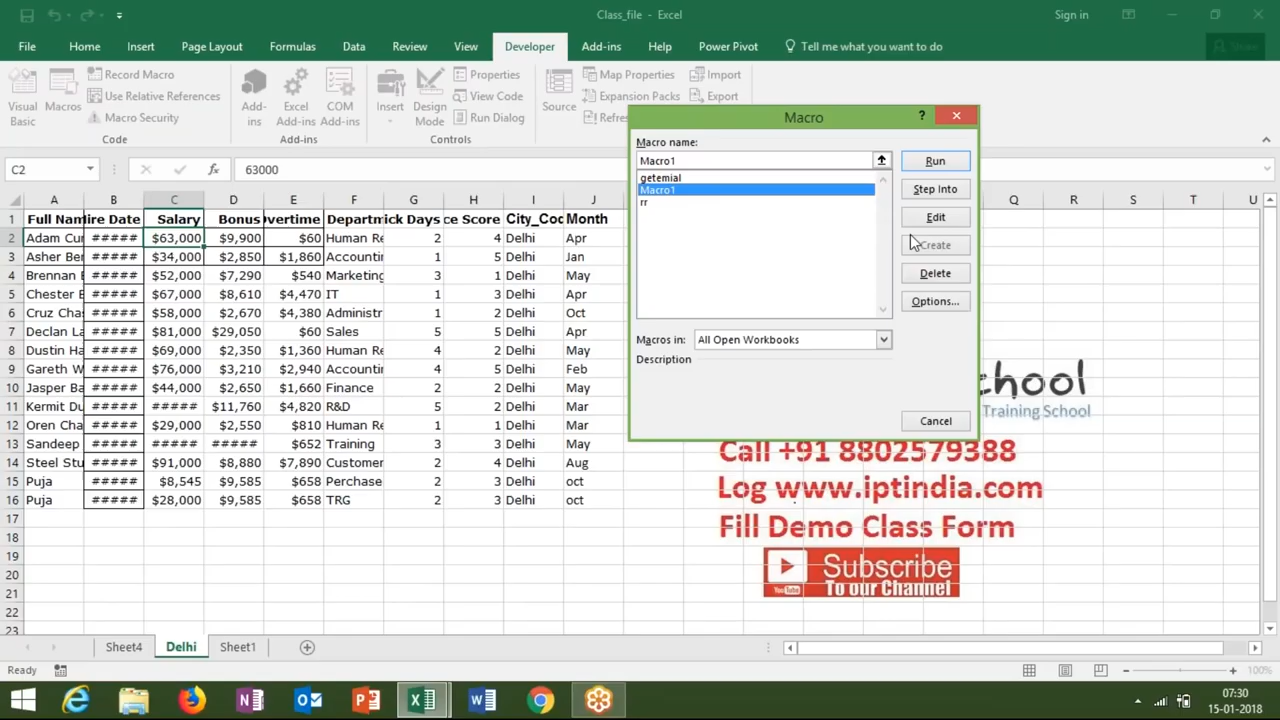 Class_file - Excel
Sign in
File Home Insert Page Layout Formulas Data Review View Developer Add-ins Help Power Pivot Tell me what you want to do Share
Visual Basic
Macros
Record Macro
Use Relative References
Macro Security
Code
Add-ins
Excel Add-ins
COM Add-ins
Add-ins
Insert
Design Mode
Properties
View Code
Run Dialog
Controls
Source
Map Properties
Expansion Packs
Refre
Import
Export
C2
63000
A B C D E F G H I J Q R S T U
1 Full Nam ire Date Salary Bonus Overtime Departm ck Days ce Score City_Cod Month
2 Adam Cur ##### $63,000 $9,900 $60 Human Re 2 4 Delhi Apr
3 Asher Ber ##### $34,000 $2,850 $1,860 Accountin 1 5 Delhi Jan
4 Brennan E ##### $52,000 $7,290 $540 Marketing 3 1 Delhi May
5 Chester E ##### $67,000 $8,610 $4,470 IT 1 3 Delhi Apr
6 Cruz Chas ##### $58,000 $2,670 $4,380 Administr 1 2 Delhi Oct
7 Declan La ##### $81,000 $29,050 $60 Sales 5 5 Delhi Apr
8 Dustin Ha ##### $69,000 $2,350 $1,360 Human Re 4 2 Delhi May
9 Gareth W ##### $76,000 $3,210 $2,940 Accountin 4 5 Delhi Feb
10 Jasper Ba ##### $44,000 $2,650 $1,660 Finance 3 2 Delhi May
11 Kermit Du ##### ##### $11,760 $4,820 R&D 5 2 Delhi Mar
12 Oren Cha ##### $29,000 $2,550 $810 Human Re 1 1 Delhi Mar
13 Sandeep ##### ##### ##### $652 Training 3 3 Delhi May
14 Steel Stu ##### $91,000 $8,880 $7,890 Customer 2 4 Delhi Aug
15 Puja ##### $8,545 $9,585 $658 Perchase 2 3 Delhi oct
16 Puja ##### $28,000 $9,585 $658 TRG 2 3 Delhi oct
17
18
19
20
21
22
23
Macro
?
Macro name:
Macro1
getemial
Macro1
rr
Run
Step Into
Edit
Create
Delete
Options...
Macros in: All Open Workbooks
Description
Cancel
chool
Training School
Call +91 8802579388
Log www.iptindia.com
Fill Demo Class Form
YouTube
Subscribe
To our Channel
Sheet4 Delhi Sheet1
Ready
100%
07:30
15-01-2018